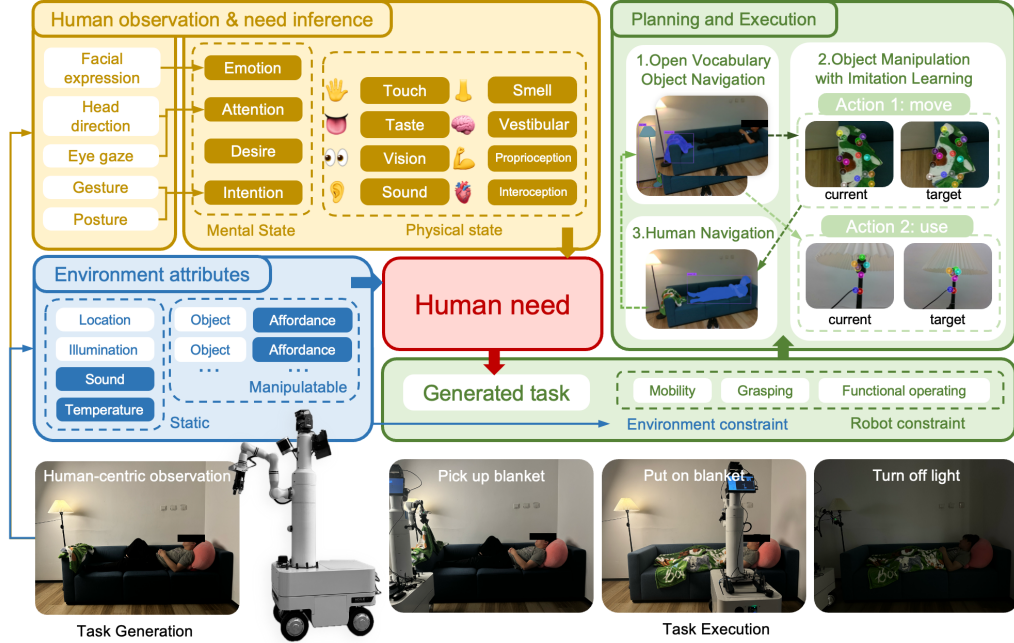 Human observation & need inference
Facial
expression
Head
direction
Eye gaze
Gesture
Posture
Emotion
Attention
Desire
Intention
Mental State
Touch
Smell
Taste
Vestibular
Vision
Proprioception
Sound
Interoception
Physical state
Environment attributes
Location
Illumination
Sound
Temperature
Static
Object
Affordance
Object
Affordance
...
...
Manipulatable
Human need
Generated task
Mobility
Grasping
Functional operating
Environment constraint
Robot constraint
Planning and Execution
1.Open Vocabulary
Object Navigation
2.Object Manipulation
with Imitation Learning
Action 1: move
current
target
Action 2: use
current
target
3.Human Navigation
Human-centric observation
Pick up blanket
Put on blanket
Turn off light
Task Generation
Task Execution